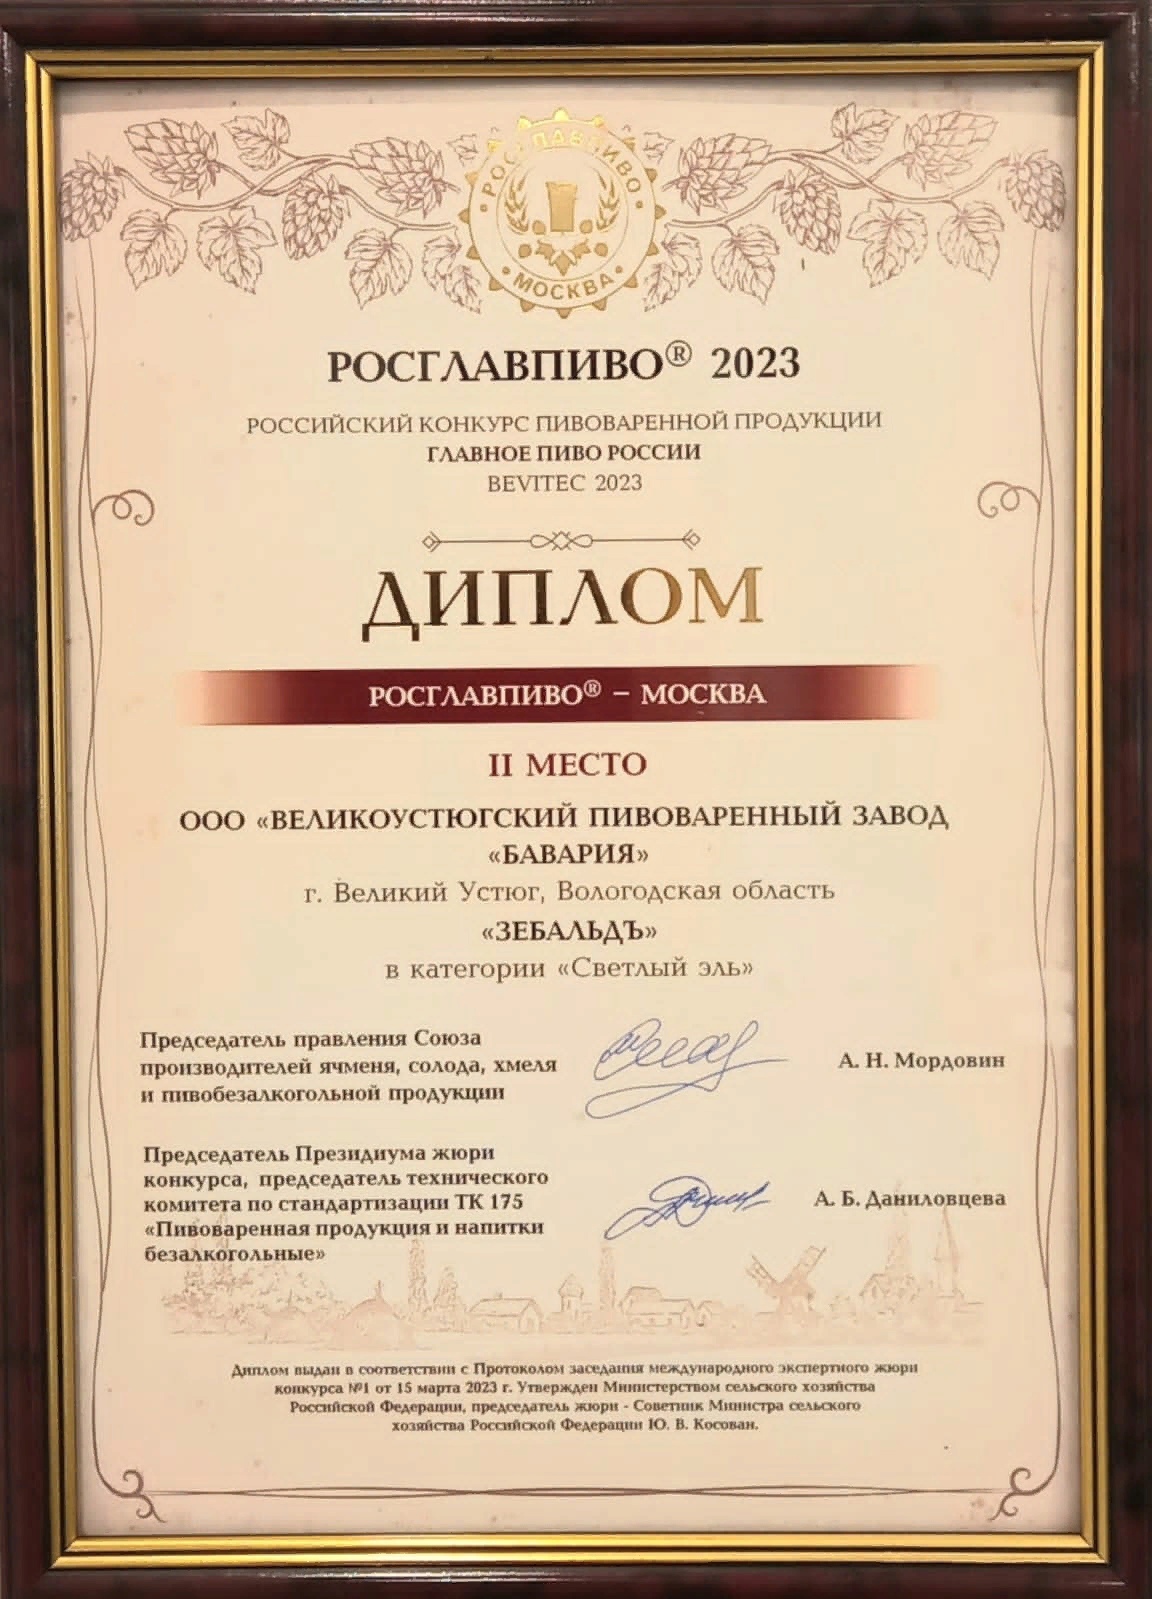 РОСГЛАВПИВО
МОСКВА
РОСГЛАВПИВО® 2023
РОССИЙСКИЙ КОНКУРС ПИВОВАРЕННОЙ ПРОДУКЦИИ
ГЛАВНОЕ ПИВО РОССИИ
BEVITEC 2023
ДИПЛОМ
РОСГЛАВПИВО® – МОСКВА
II МЕСТО
ООО «ВЕЛИКОУСТЮГСКИЙ ПИВОВАРЕННЫЙ ЗАВОД
«БАВАРИЯ»
г. Великий Устюг, Вологодская область
«ЗЕБАЛЬДЪ»
в категории «Светлый эль»
Председатель правления Союза
производителей ячменя, солода, хмеля
и пивобезалкогольной продукции
А. Н. Мордовин
Председатель Президиума жюри
конкурса, председатель технического
комитета по стандартизации ТК 175
«Пивоваренная продукция и напитки
безалкогольные»
А. Б. Даниловцева
Диплом выдан в соответствии с Протоколом заседания международного экспертного жюри
конкурса №1 от 15 марта 2023 г. Утвержден Министерством сельского хозяйства
Российской Федерации, председатель жюри - Советник Министра сельского
хозяйства Российской Федерации Ю. В. Косован.